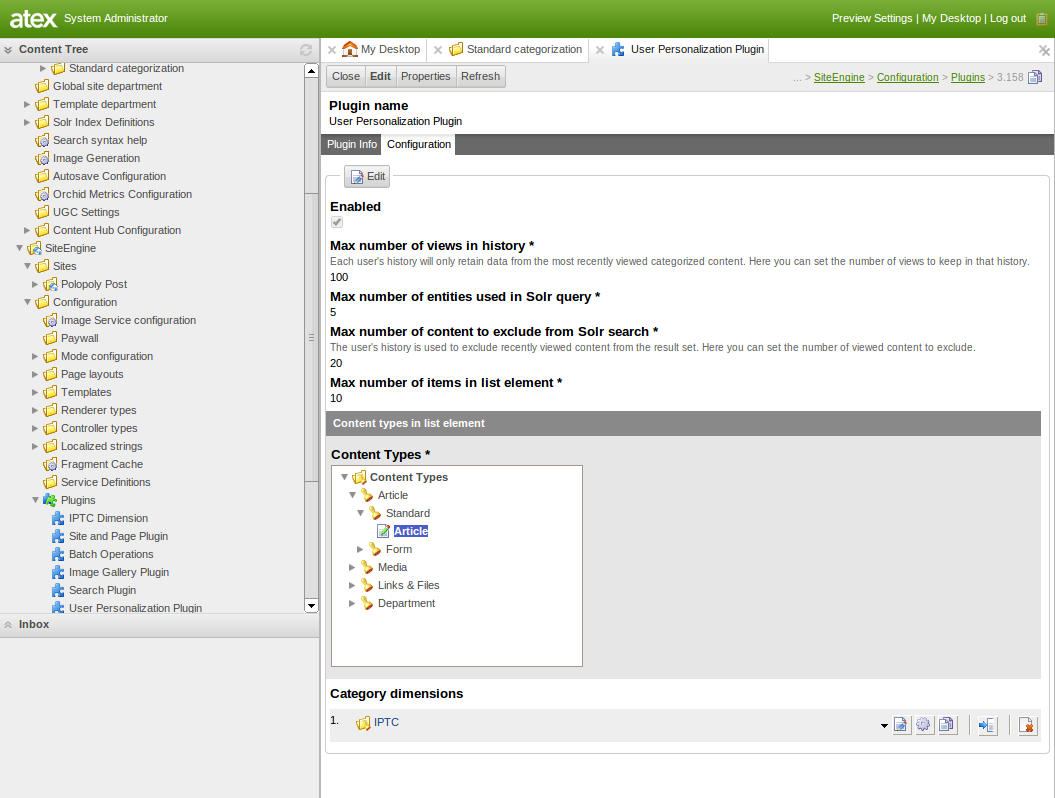 atex System Administrator
Preview Settings | My Desktop | Log out
Content Tree
Standard categorization
Global site department
Template department
Solr Index Definitions
Search syntax help
Image Generation
Autosave Configuration
Orchid Metrics Configuration
UGC Settings
Content Hub Configuration
SiteEngine
Sites
Polopoly Post
Configuration
Image Service configuration
Paywall
Mode configuration
Page layouts
Templates
Renderer types
Controller types
Localized strings
Fragment Cache
Service Definitions
Plugins
IPTC Dimension
Site and Page Plugin
Batch Operations
Image Gallery Plugin
Search Plugin
User Personalization Plugin
Inbox
My Desktop Standard categorization User Personalization Plugin
Close Edit Properties Refresh
... > SiteEngine > Configuration > Plugins > 3.158
Plugin name
User Personalization Plugin
Plugin Info Configuration
Edit
Enabled
Max number of views in history *
Each user's history will only retain data from the most recently viewed categorized content. Here you can set the number of views to keep in that history.
100
Max number of entities used in Solr query *
5
Max number of content to exclude from Solr search *
The user's history is used to exclude recently viewed content from the result set. Here you can set the number of viewed content to exclude.
20
Max number of items in list element *
10
Content types in list element
Content Types *
Content Types
Article
Standard
Article
Form
Media
Links & Files
Department
Category dimensions
1. IPTC